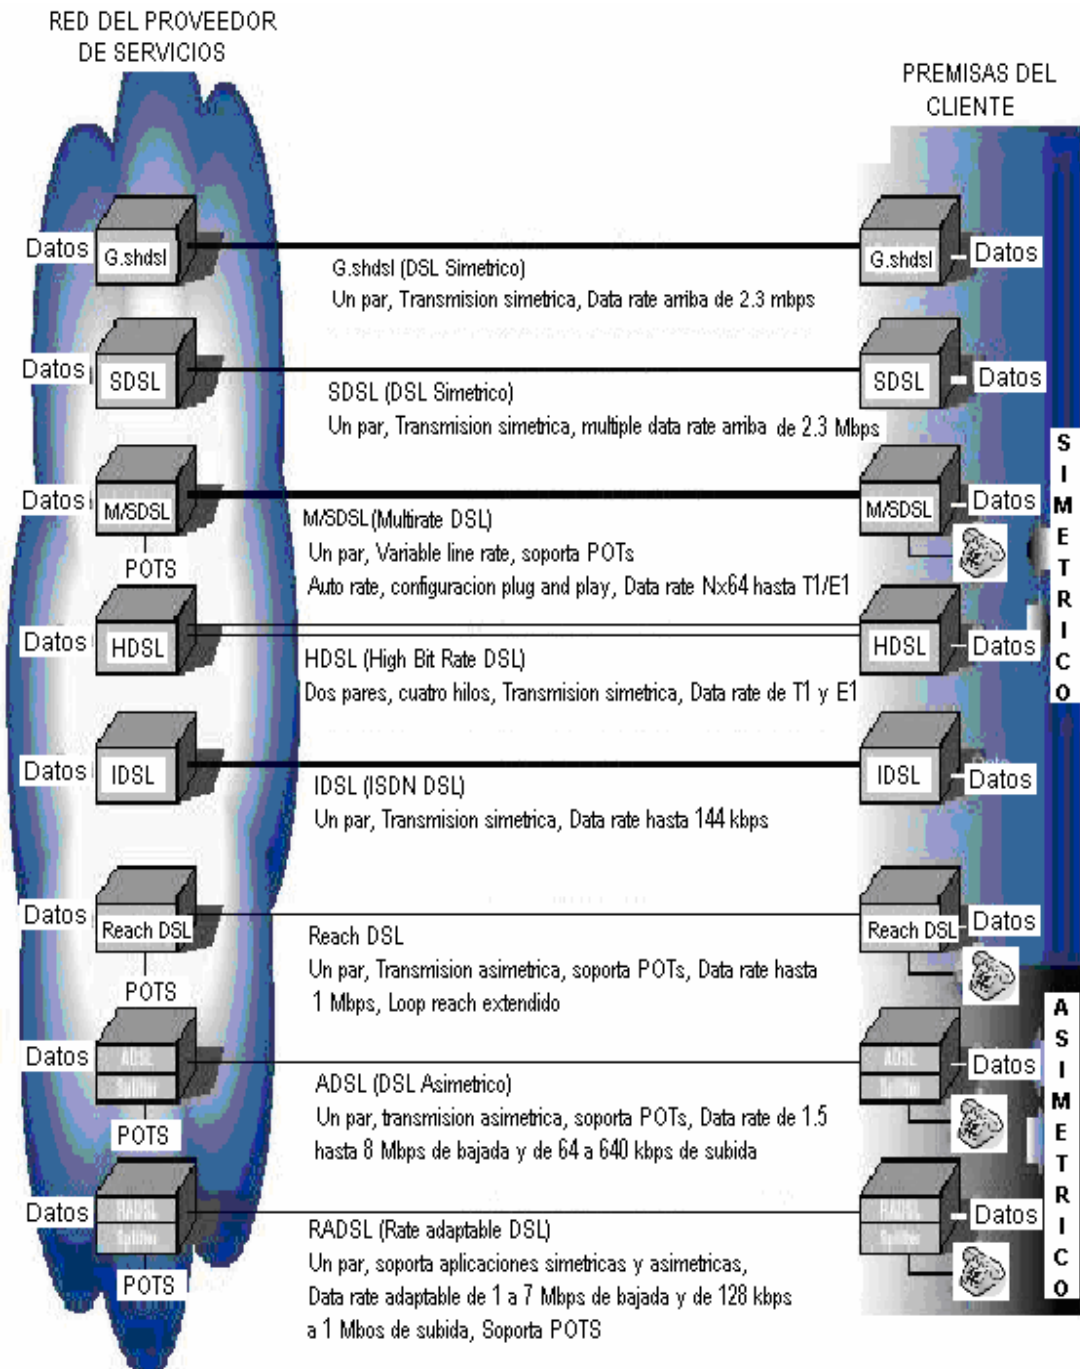 RED DEL PROVEEDOR
DE SERVICIOS
PREMISAS DEL
CLIENTE
Datos
G.shdsl
G.shdsl
Datos
G.shdsl (DSL Simetrico)
Un par, Transmision simetrica, Data rate arriba de 2.3 mbps
Datos
SDSL
SDSL
Datos
SDSL (DSL Simetrico)
Un par, Transmision simetrica, multiple data rate arriba de 2.3 Mbps
Datos
M/SDSL
M/SDSL
Datos
POTS
M/SDSL (Multirate DSL)
Un par, Variable line rate, soporta POTs
Auto rate, configuracion plug and play, Data rate Nx64 hasta T1/E1
Datos
HDSL
HDSL
Datos
HDSL (High Bit Rate DSL)
Dos pares, cuatro hilos, Transmision simetrica, Data rate de T1 y E1
SIMETRICO
Datos
IDSL
IDSL
Datos
IDSL (ISDN DSL)
Un par, Transmision simetrica, Data rate hasta 144 kbps
Datos
Reach DSL
Reach DSL
Datos
POTS
Reach DSL
Un par, Transmision asimetrica, soporta POTs, Data rate hasta
1 Mbps, Loop reach extendido
Datos
ADSL
Spliter
ADSL
Spliter
Datos
POTS
ADSL (DSL Asimetrico)
Un par, transmision asimetrica, soporta POTs, Data rate de 1.5
hasta 8 Mbps de bajada y de 64 a 640 kbps de subida
ASIMETRICO
Datos
RADSL
Spliter
RADSL
Spliter
Datos
POTS
RADSL (Rate adaptable DSL)
Un par, soporta aplicaciones simetricas y asimetricas,
Data rate adaptable de 1 a 7 Mbps de bajada y de 128 kbps
a 1 Mbos de subida, Soporta POTS